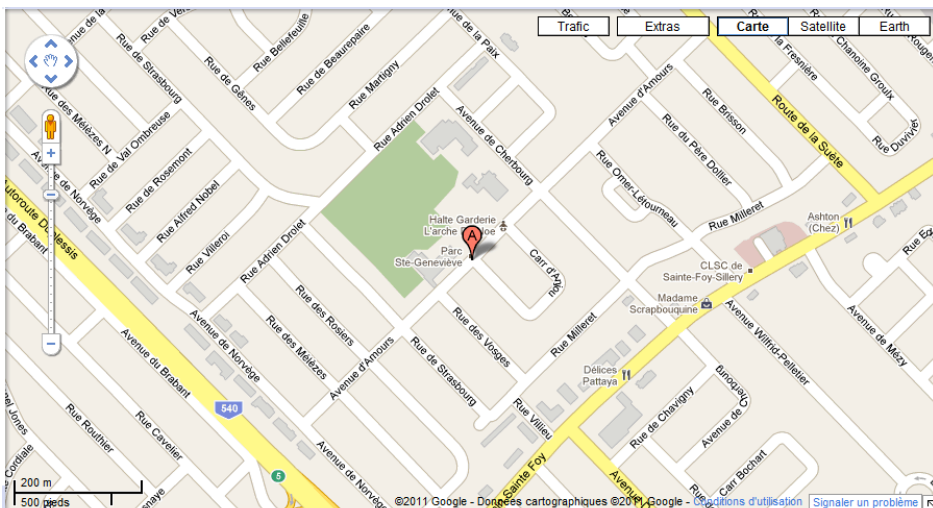 Trafic
Extras
Carte
Satellite
Earth
Rue de la Paix
Rue Bellefeuille
Rue de Beaurepaire
Rue de Strasbourg
Rue de Gênes
Rue Martigny
Rue Adrien Drolet
Avenue de Cherbourg
Avenue d'Amours
Rue Brisson
Rue du Père Dollier
Route de la Suète
la Fresnière
Chanoine Groulx
Rue Duvivier
Rue des Mélèzes N
Rue de Val Ombreuse
Avenue de Norvège
Rue de Rosemont
Rue Alfred Nobel
Rue Villeroi
Rue Adrien Drolet
Rue Omer-Létourneau
Rue Milleret
Ashton
(Chez)
Halte Garderie
A
Parc
Ste-Geneviève
CLSC de
Sainte-Foy-Sillery
Madame
Scrapbouquine
Rue des Rosiers
Rue des Mélèzes
Rue des Vosges
Rue de Strasbourg
Avenue d'Amours
Rue Milleret
Avenue de Norvège
Avenue du Brabant
Avenue Wilfrid-Pelletier
Avenue de Mézy
Délices
Pattaya
Rue Villieu
Rue de Chavigny
Carr Bochart
540
5
Rue Routhier
Rue Cavelier
Avenue de Norvège
Sainte Foy
200 m
500 pieds
©2011 Google - Données cartographiques ©2011 Google - Conditions d'utilisation
Signaler un problème